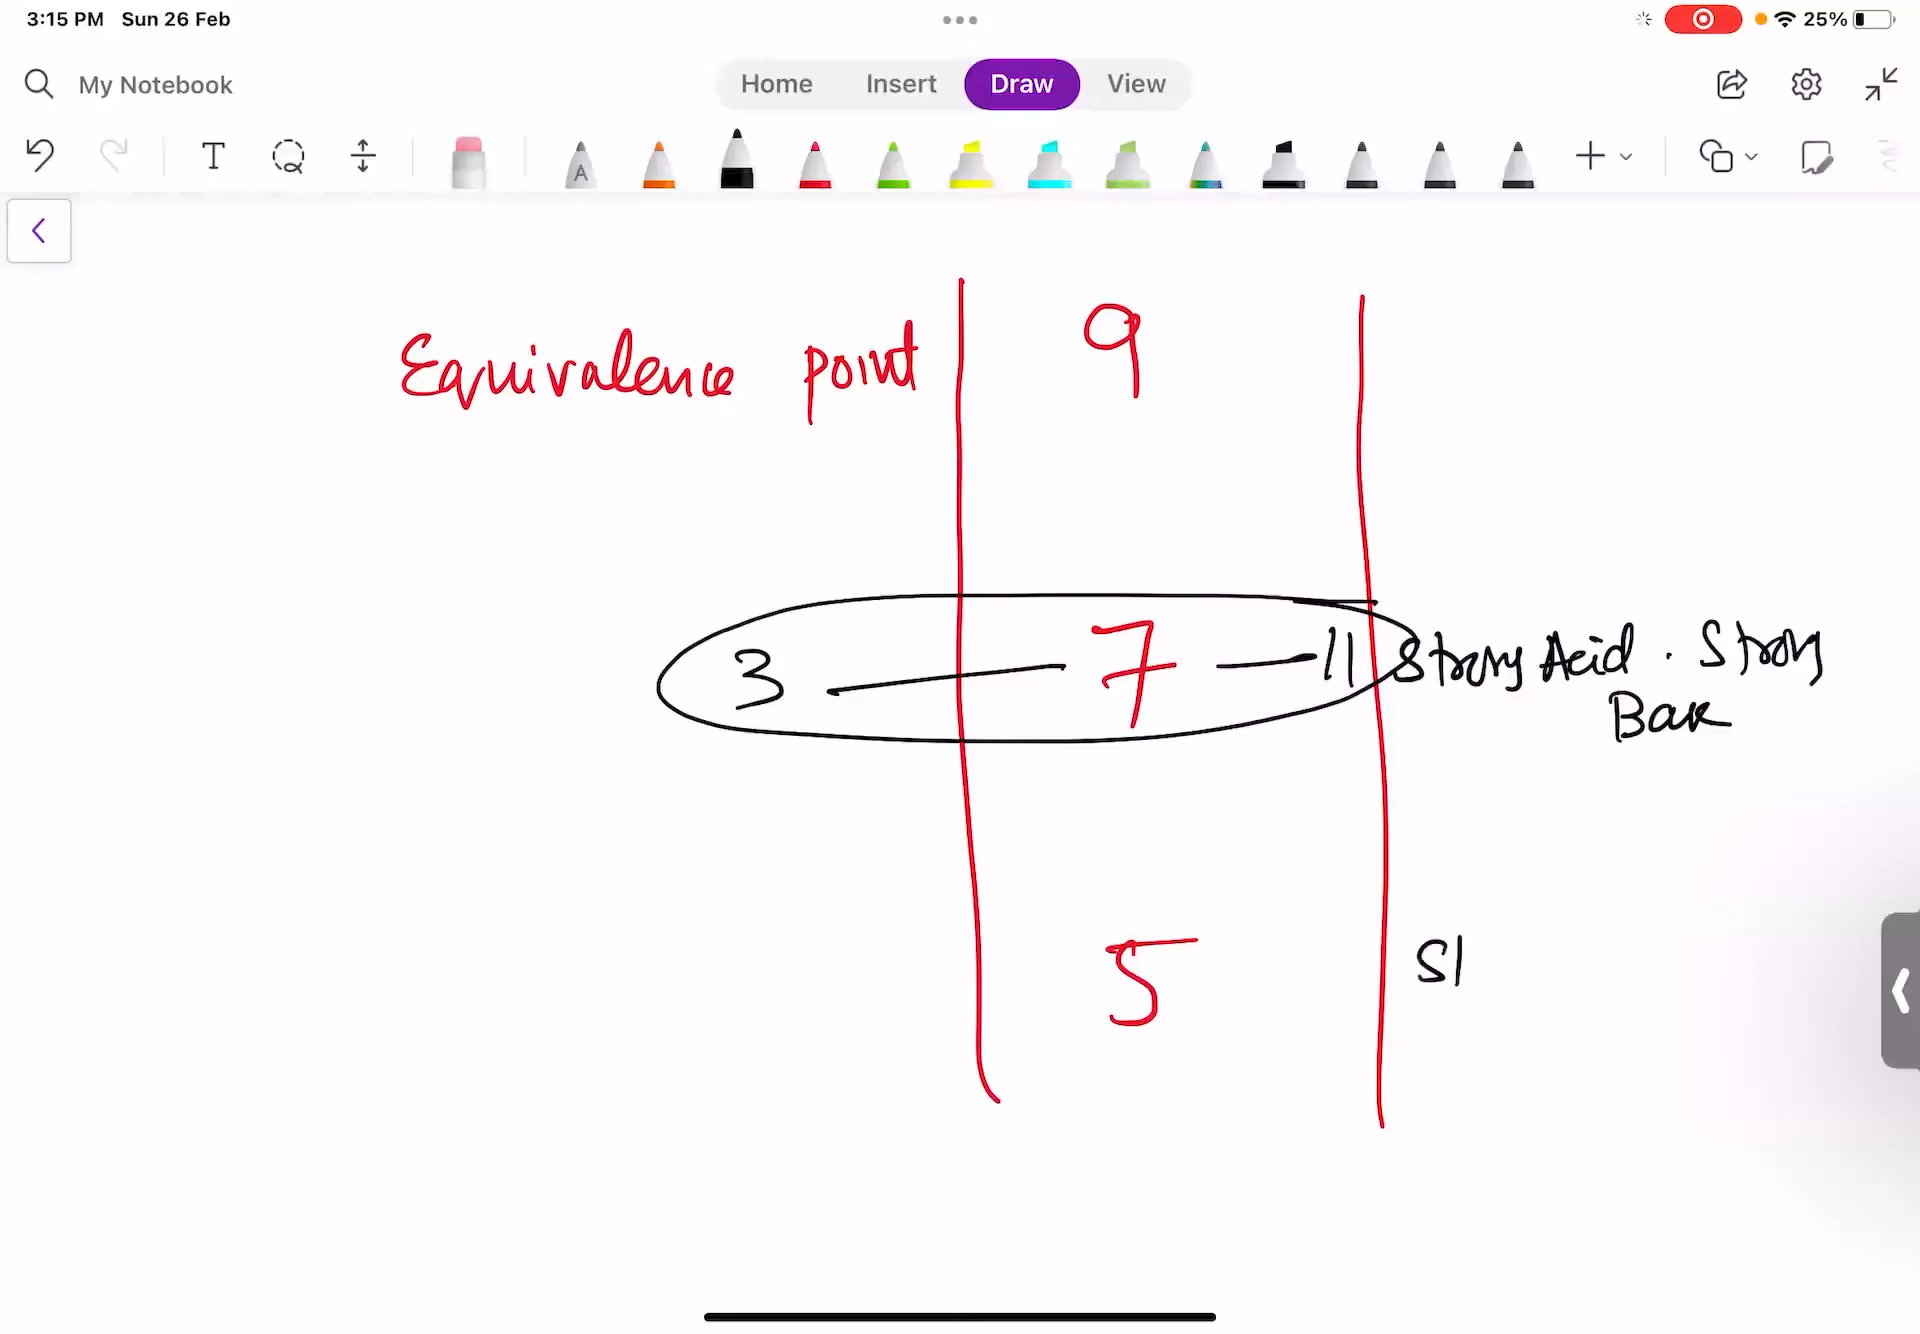 3:15 PM Sun 26 Feb
25%
My Notebook
Home Insert Draw View
T
A
Equivalence point 9
3 — 7 — 11 Strong Acid . Strong
Base
5 St